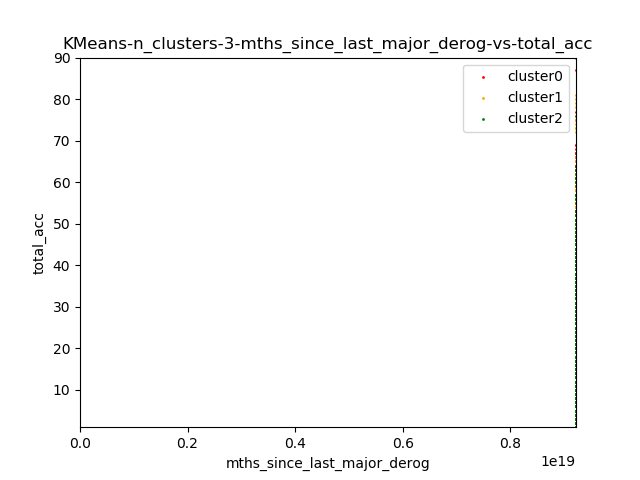 KMeans-n_clusters-3-mths_since_last_major_derog-vs-total_acc
90
80
70
60
50
40
30
20
10
total_acc
cluster0
cluster1
cluster2
0.0 0.2 0.4 0.6 0.8
1e19
mths_since_last_major_derog